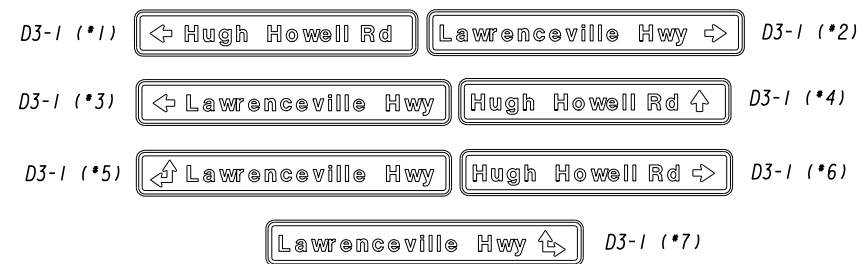 D3-1 (*1) ← Hugh Howell Rd Lawrenceville Hwy → D3-1 (*2)
D3-1 (*3) ← Lawrenceville Hwy Hugh Howell Rd ↑ D3-1 (*4)
D3-1 (*5) Lawrenceville Hwy Hugh Howell Rd → D3-1 (*6)
Lawrenceville Hwy D3-1 (*7)